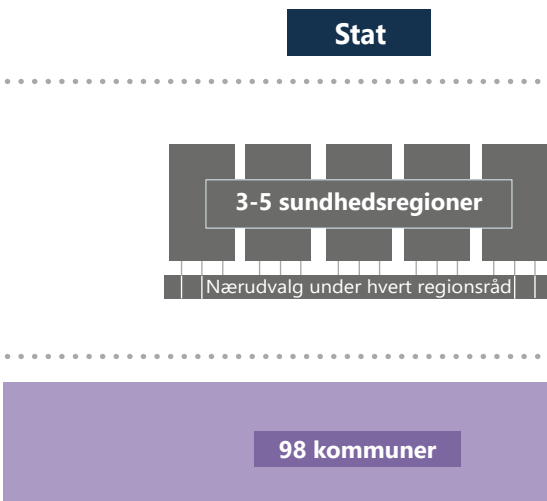 Stat
3-5 sundhedsregioner
Nærudvalg under hvert regionsråd
98 kommuner